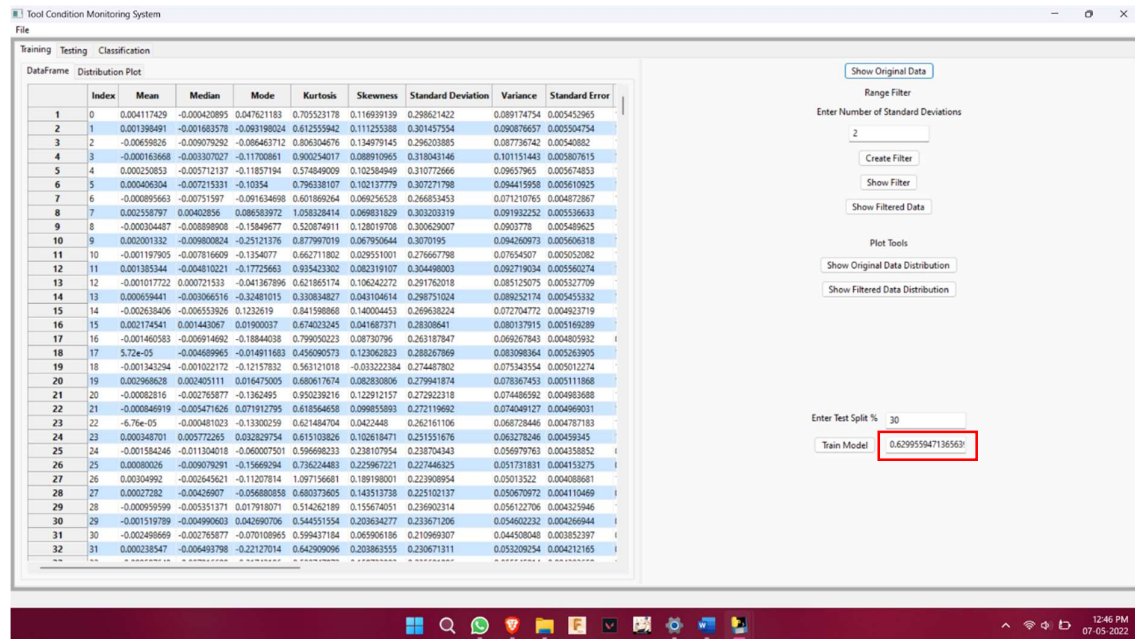 Tool Condition Monitoring System
File
Training Testing Classification
DataFrame Distribution Plot
Index Mean Median Mode Kurtosis Skewness Standard Deviation Variance Standard Error
1 0 0.004117429 -0.000420895 0.047621183 0.705523178 0.116939139 0.298621422 0.089174754 0.005452965
2 1 0.001398491 -0.001683578 -0.093198024 0.612555942 0.111255388 0.301457554 0.090876657 0.005504754
3 2 -0.00659826 -0.009079292 -0.086463712 0.806304676 0.134979145 0.296203885 0.087736742 0.00540882
4 3 -0.000163668 -0.003307027 -0.11700861 0.900254017 0.088910965 0.318043146 0.101151443 0.005807615
5 4 0.000250853 -0.005712137 -0.11857194 0.574849009 0.102584949 0.310772666 0.09657965 0.005674853
6 5 0.000406304 -0.007215331 -0.10354 0.796338107 0.102137779 0.307271798 0.094415958 0.005610925
7 6 -0.000895663 -0.00751597 -0.091634698 0.601869264 0.069256528 0.266853453 0.071210765 0.004872867
8 7 0.002558797 0.00402856 0.086583972 1.058328414 0.069831829 0.303203319 0.091932252 0.005536633
9 8 -0.000304487 -0.008898908 -0.15849677 0.520874911 0.128019708 0.300629007 0.0903778 0.005489625
10 9 0.002001332 -0.009800824 -0.25121376 0.877997019 0.067950644 0.3070195 0.094260973 0.005606318
11 10 -0.001197905 -0.007816609 -0.1354077 0.662711802 0.029551001 0.276667798 0.07654507 0.005052082
12 11 0.001385344 -0.004810221 -0.17725663 0.935423302 0.082319107 0.304498003 0.092719034 0.005560274
13 12 -0.001017722 0.000721533 -0.041367896 0.621865174 0.106242272 0.291762018 0.085125075 0.005327709
14 13 0.000659441 -0.003066516 -0.32481015 0.330834827 0.043104614 0.298751024 0.089252174 0.005455332
15 14 -0.002638406 -0.006553926 0.1232619 0.841598868 0.140004453 0.269638224 0.072704772 0.004923719
16 15 0.002174541 0.001443067 0.01900037 0.674023245 0.041687371 0.28308641 0.080137915 0.005169289
17 16 -0.001460583 -0.006914692 -0.18844038 0.799050223 0.08730796 0.263187847 0.069267843 0.004805932
18 17 5.72e-05 -0.004689965 -0.014911683 0.456090573 0.123062823 0.288267869 0.083098364 0.005263905
19 18 -0.001343294 -0.001022172 -0.12157832 0.563121018 -0.033222384 0.274487802 0.075343554 0.005012274
20 19 0.002968628 0.002405111 0.016475005 0.680617674 0.082830806 0.279941874 0.078367453 0.005111868
21 20 -0.00082816 -0.002765877 -0.1362495 0.950239216 0.122912157 0.272922318 0.074486592 0.004983688
22 21 -0.000846919 -0.005471626 0.071912795 0.618564658 0.099855893 0.272119692 0.074049127 0.004969031
23 22 -6.76e-05 -0.000481023 -0.13300259 0.621484704 0.0422448 0.262161106 0.068728446 0.004787183
24 23 0.000348701 0.005772265 0.032829754 0.615103826 0.102618471 0.251551676 0.063278246 0.00459345
25 24 -0.001584246 -0.011304018 -0.060007501 0.596698233 0.238107954 0.238704343 0.056979763 0.004358852
26 25 0.00080026 -0.009079291 -0.15669294 0.736224483 0.225967221 0.227446325 0.051731831 0.004153275
27 26 0.00304992 -0.002645621 -0.11207814 1.097156681 0.189198001 0.223908954 0.05013522 0.004088681
28 27 0.00027282 -0.00426907 -0.056880858 0.680373605 0.143513738 0.225102137 0.050670972 0.004110469
29 28 -0.000959599 -0.005351371 0.017918071 0.514262189 0.155674051 0.236902314 0.056122706 0.004325946
30 29 -0.001519789 -0.004990603 0.042690706 0.544551554 0.203634277 0.233671206 0.054602232 0.004266944
31 30 -0.002498669 -0.002765877 -0.070108965 0.599437184 0.065906186 0.210969307 0.044508048 0.003852397
32 31 0.000238547 -0.006493798 -0.22127014 0.642909096 0.203863555 0.230671311 0.053209254 0.004212165
Show Original Data
Range Filter
Enter Number of Standard Deviations
2
Create Filter
Show Filter
Show Filtered Data
Plot Tools
Show Original Data Distribution
Show Filtered Data Distribution
Enter Test Split % 30
Train Model 0.629955947136563
12:46 PM
07-05-2022